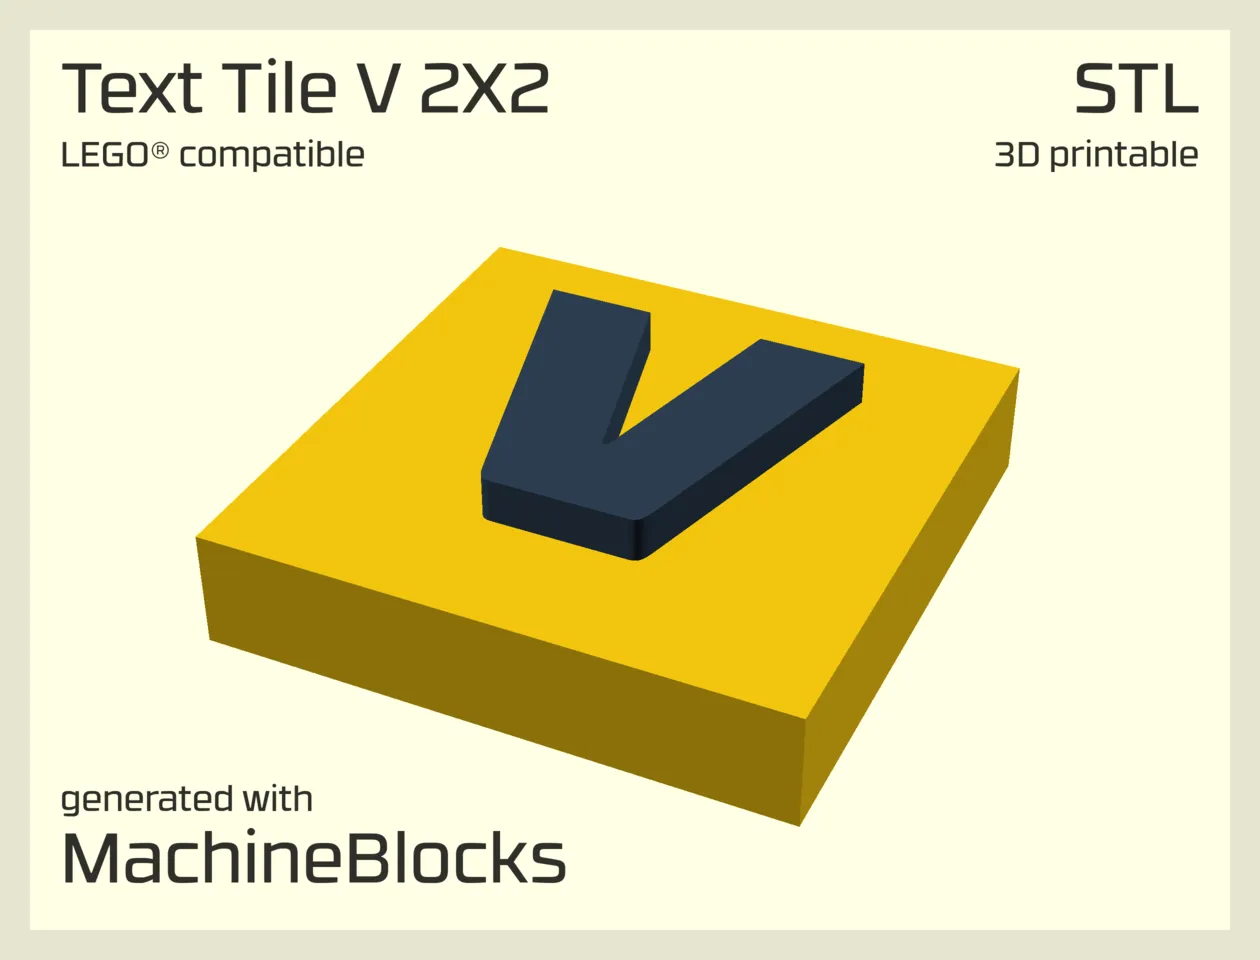 Text Tile V 2X2
STL
LEGO® compatible
3D printable
V
generated with
MachineBlocks